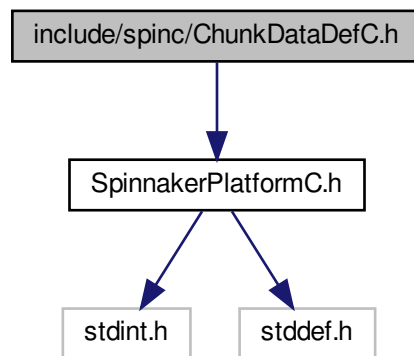 include/spinc/ChunkDataDefC.h
SpinnakerPlatformC.h
stdint.h
stddef.h